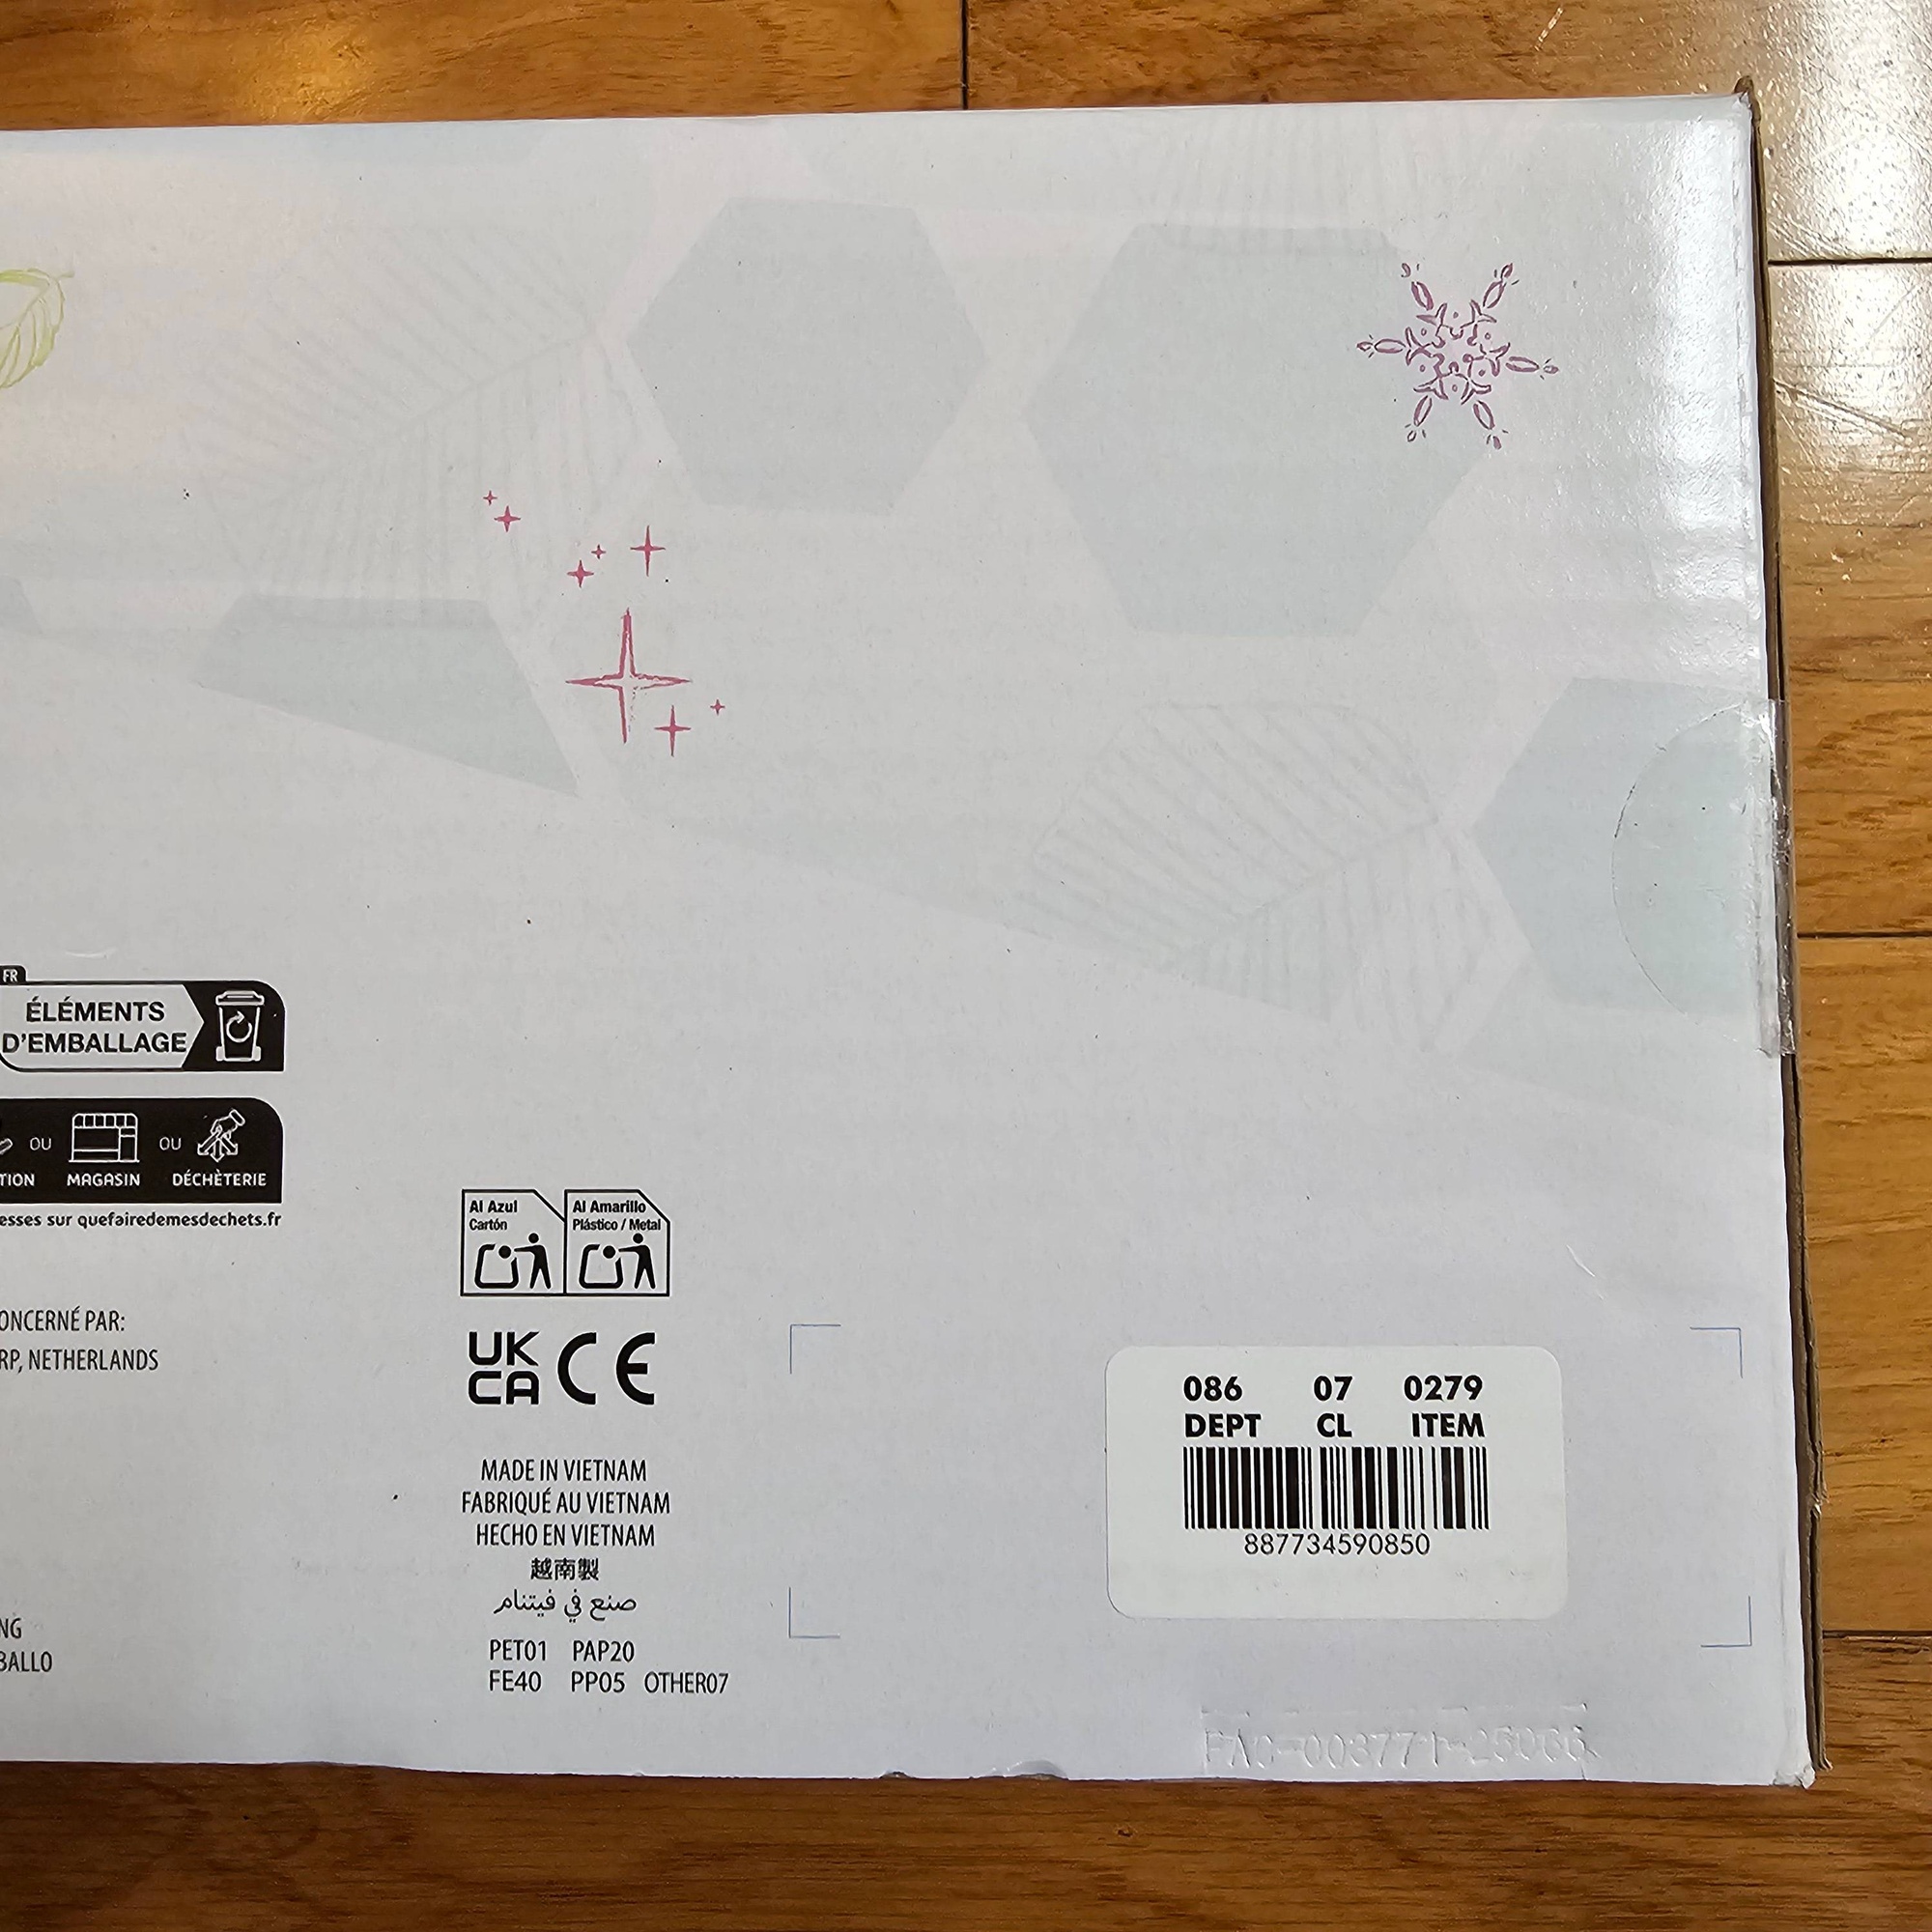 FR
ÉLÉMENTS
D'EMBALLAGE
OU
OU
TION MAGASIN DÉCHÈTERIE
esses sur quefairedemesdechets.fr
ONCERNÉ PAR:
RP, NETHERLANDS
NG
BALLO
Al Azul
Cartón
Al Amarillo
Plástico / Metal
UK
CA CE
MADE IN VIETNAM
FABRIQUÉ AU VIETNAM
HECHO EN VIETNAM
越南製
صنع في فيتنام
PET01 PAP20
FE40 PP05 OTHER07
086 07 0279
DEPT CL ITEM
887734590850